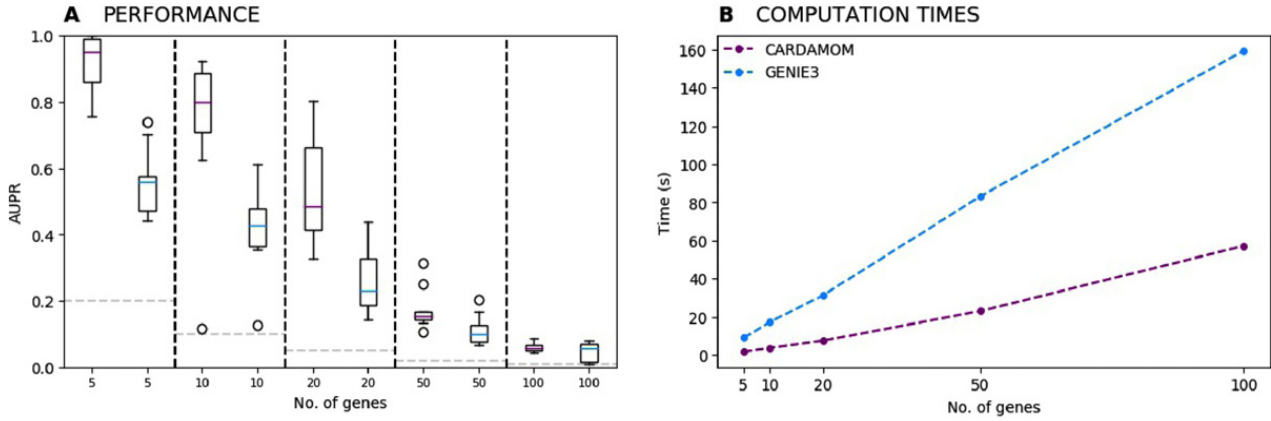 A PERFORMANCE
1.0
0.8
0.6
0.4
0.2
0.0
AUPR
5 5 10 10 20 20 50 50 100 100
No. of genes
B COMPUTATION TIMES
CARDAMOM
GENIE3
160
140
120
100
80
60
40
20
0
Time (s)
5 10 20 50 100
No. of genes